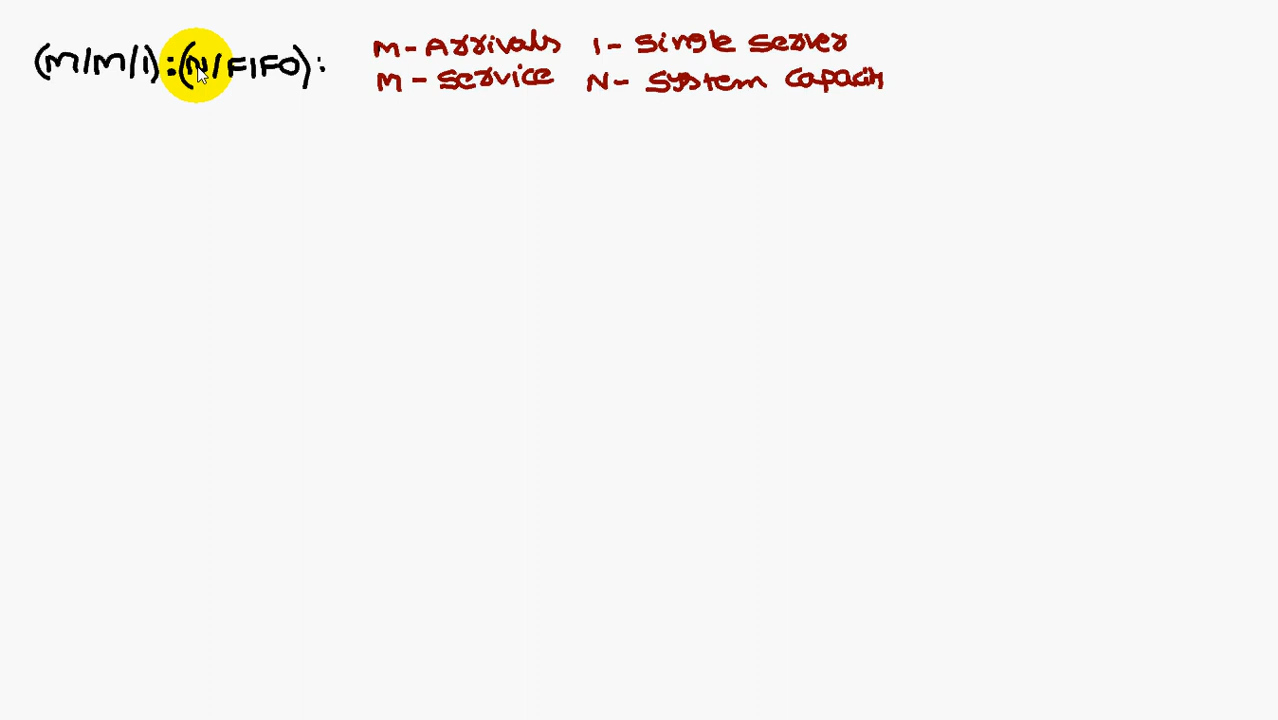 (M/M/1):(N/FIFO): M - Arrivals 1 - Single Server
M - Service N - System Capacity